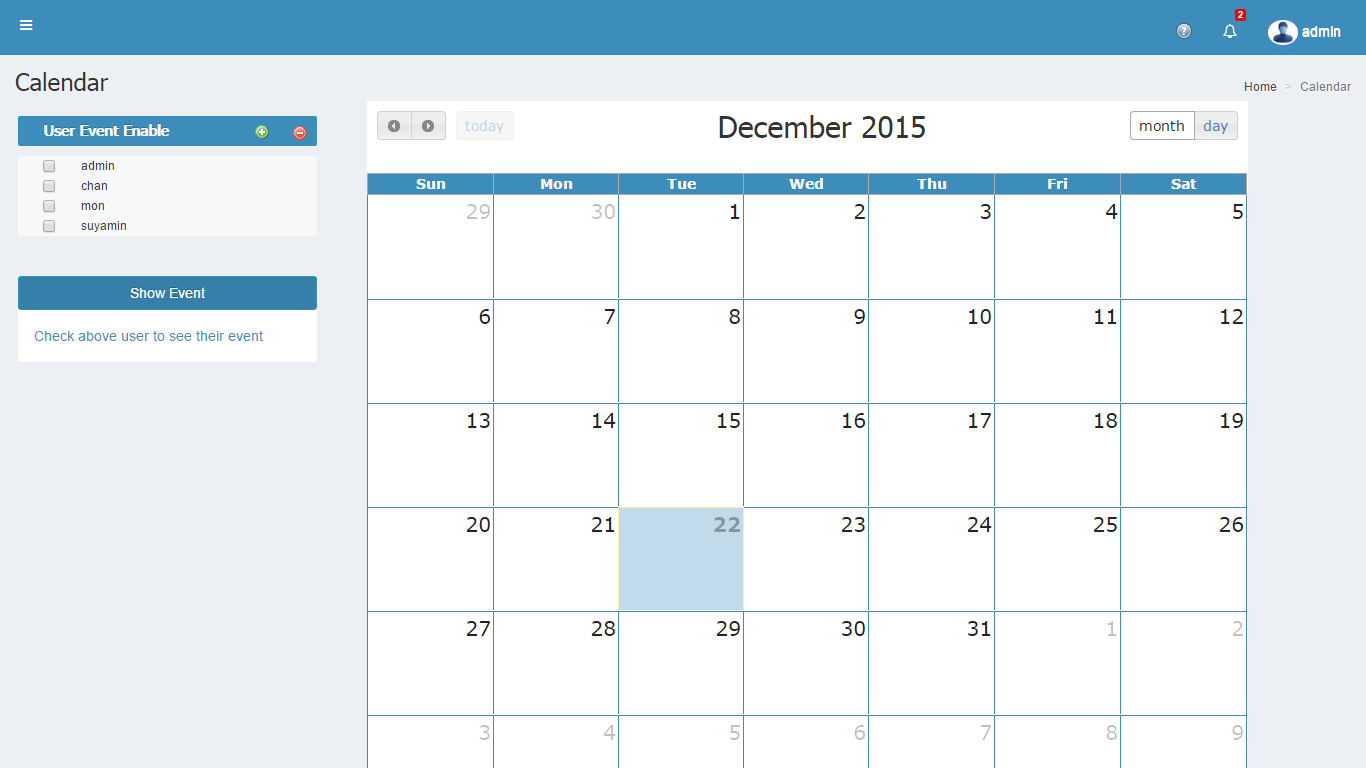 2
? admin
Calendar
Home > Calendar
User Event Enable
admin
chan
mon
suyamin
Show Event
Check above user to see their event
today
December 2015
month day
Sun Mon Tue Wed Thu Fri Sat
29 30 1 2 3 4 5
6 7 8 9 10 11 12
13 14 15 16 17 18 19
20 21 22 23 24 25 26
27 28 29 30 31 1 2
3 4 5 6 7 8 9